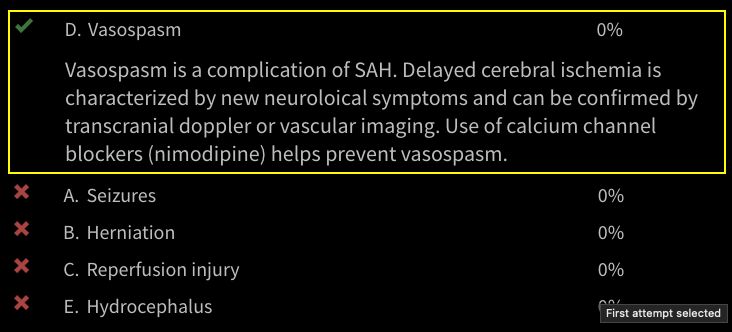 D. Vasospasm 0%
Vasospasm is a complication of SAH. Delayed cerebral ischemia is
characterized by new neuroloical symptoms and can be confirmed by
transcranial doppler or vascular imaging. Use of calcium channel
blockers (nimodipine) helps prevent vasospasm.
A. Seizures 0%
B. Herniation 0%
C. Reperfusion injury 0%
E. Hydrocephalus
First attempt selected